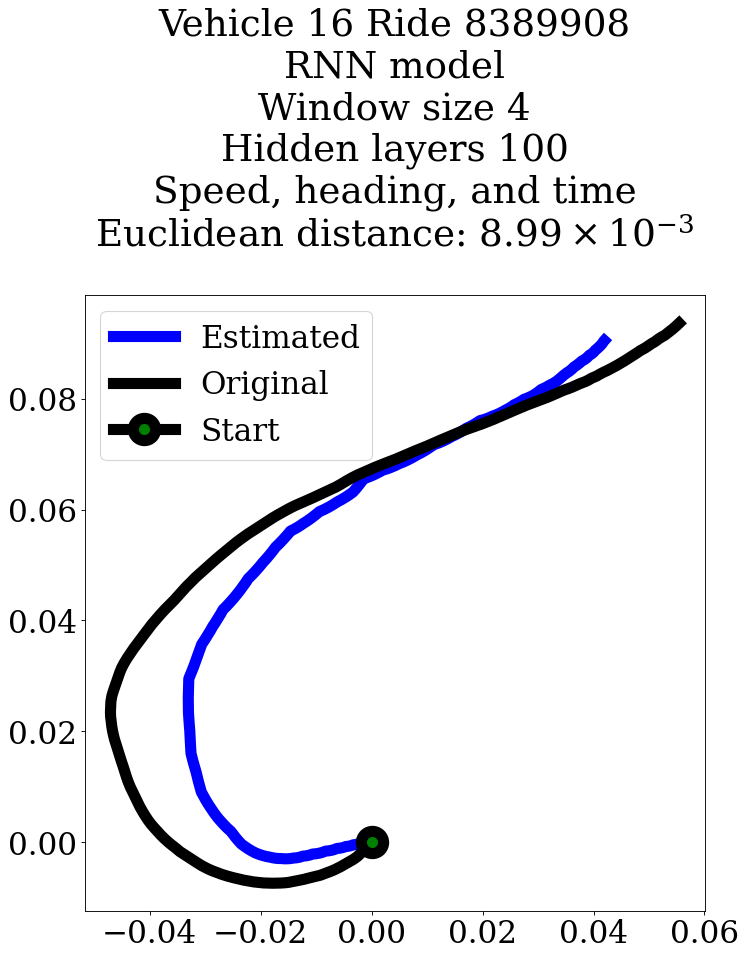 Vehicle 16 Ride 8389908
RNN model
Window size 4
Hidden layers 100
Speed, heading, and time
Euclidean distance: 8.99 × 10⁻³
Estimated
Original
Start
0.08
0.06
0.04
0.02
0.00
−0.04 −0.02 0.00 0.02 0.04 0.06